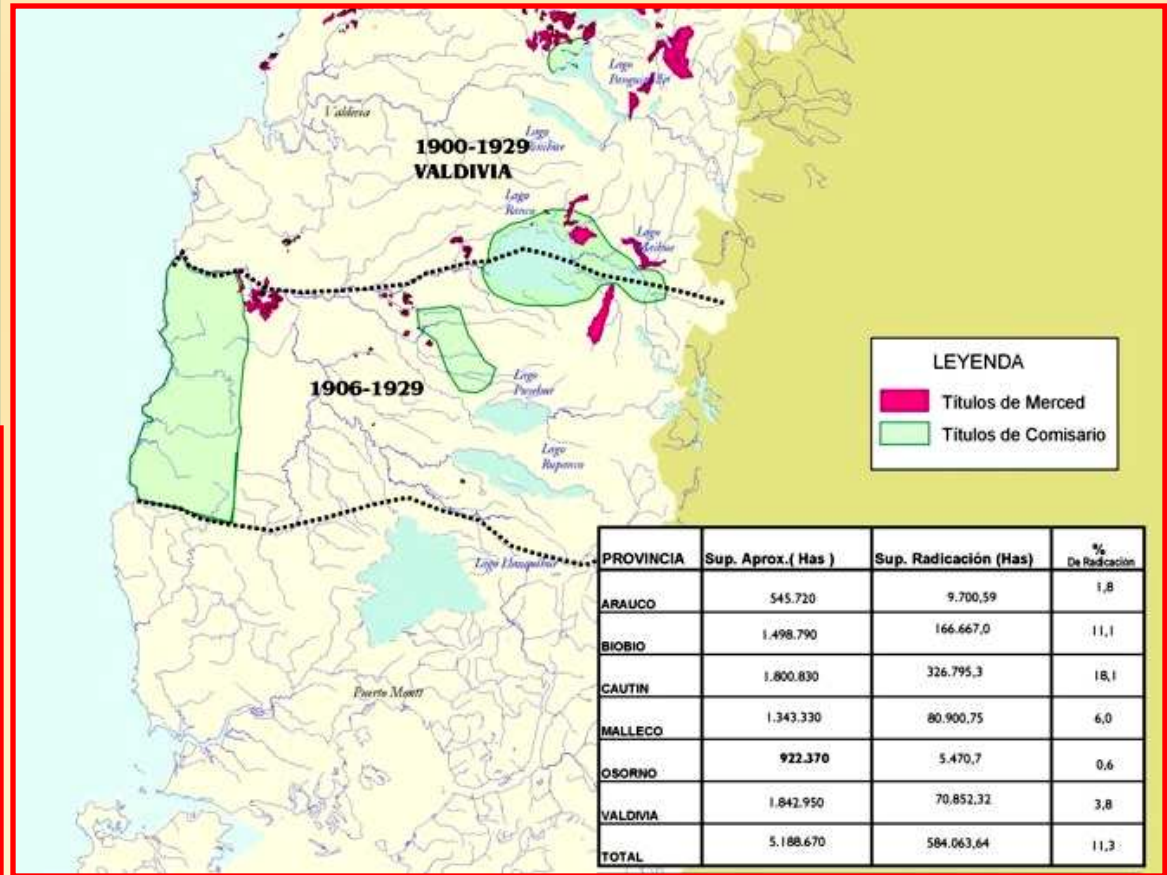 Lago
Valdivia
1900-1929
VALDIVIA
Lago
Lago
Ranco
Lago
Maihue
1906-1929
Lago
Puyehue
Lago
Rupanco
Lago Llanquihue
Puerto Montt
LEYENDA
Títulos de Merced
Títulos de Comisario
PROVINCIA Sup. Aprox.( Has ) Sup. Radicación (Has) % De Radicación
ARAUCO 545.720 9.700,59 1,8
BIOBIO 1.498.790 166.667,0 11,1
CAUTIN 1.800.830 326.795,3 18,1
MALLECO 1.343.330 80.900,75 6,0
OSORNO 922.370 5.470,7 0,6
VALDIVIA 1.842.950 70.852,32 3,8
TOTAL 5.188.670 584.063,64 11,3